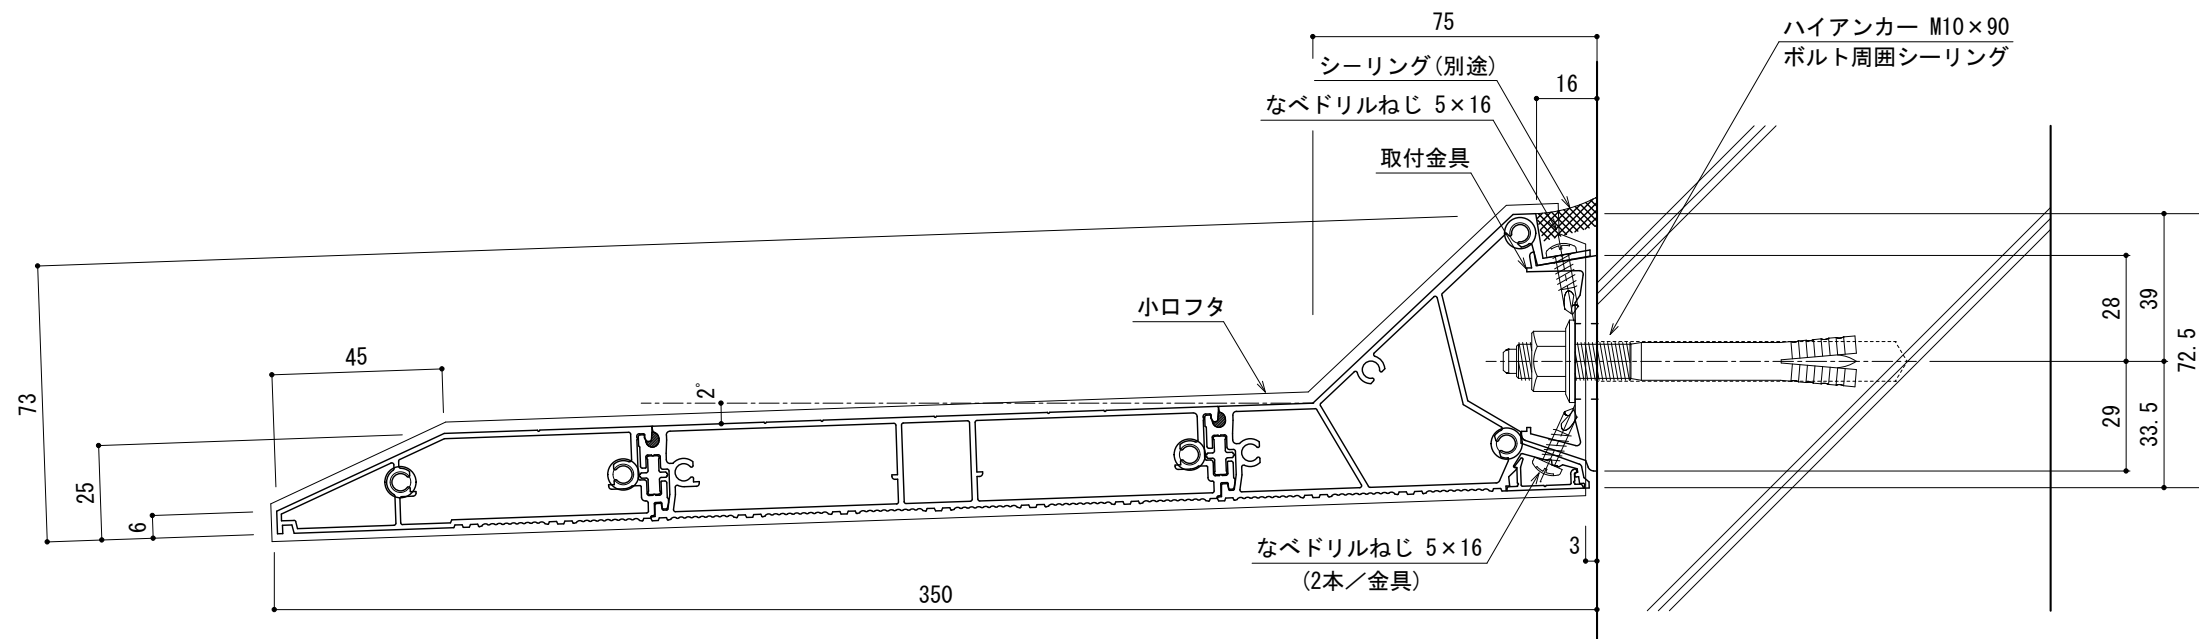 75
ハイアンカー M10×90
ボルト周囲シーリング
シーリング(別途)
16
なべドリルねじ 5×16
取付金具
小口フタ
28
39
72.5
45
2°
73
29
33.5
25
6
なべドリルねじ 5×16
(2本／金具)
3
350